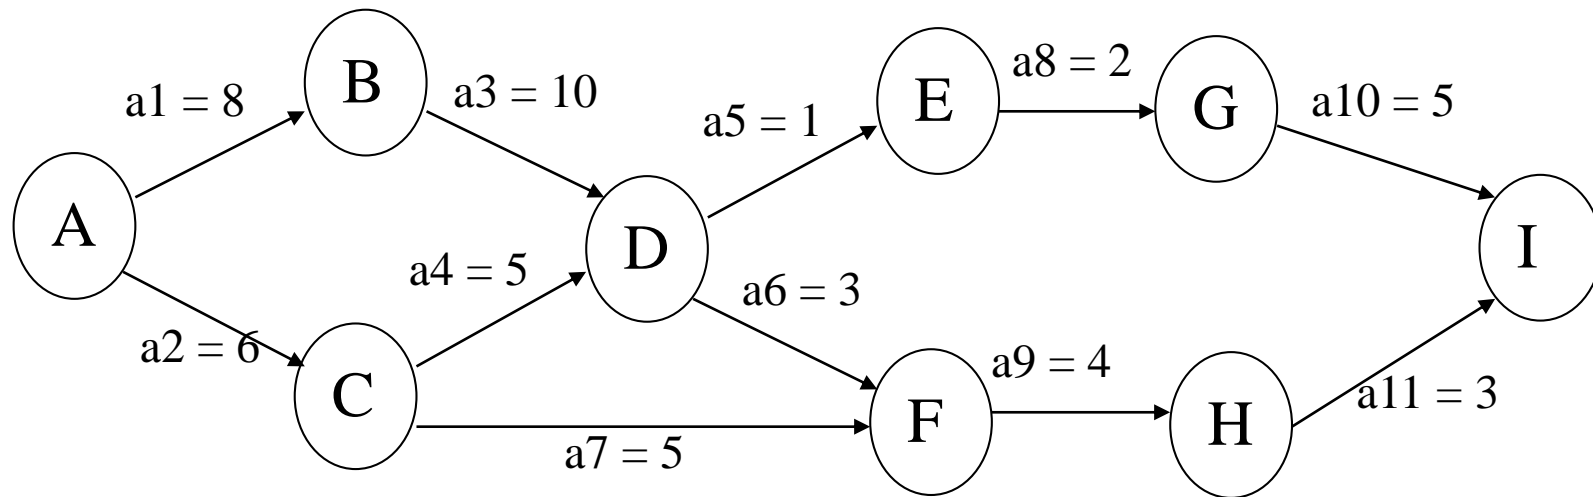 B
E
a8 = 2
G
a1 = 8
a3 = 10
a5 = 1
a10 = 5
A
D
I
a4 = 5
a6 = 3
a2 = 6
C
F
a9 = 4
H
a11 = 3
a7 = 5